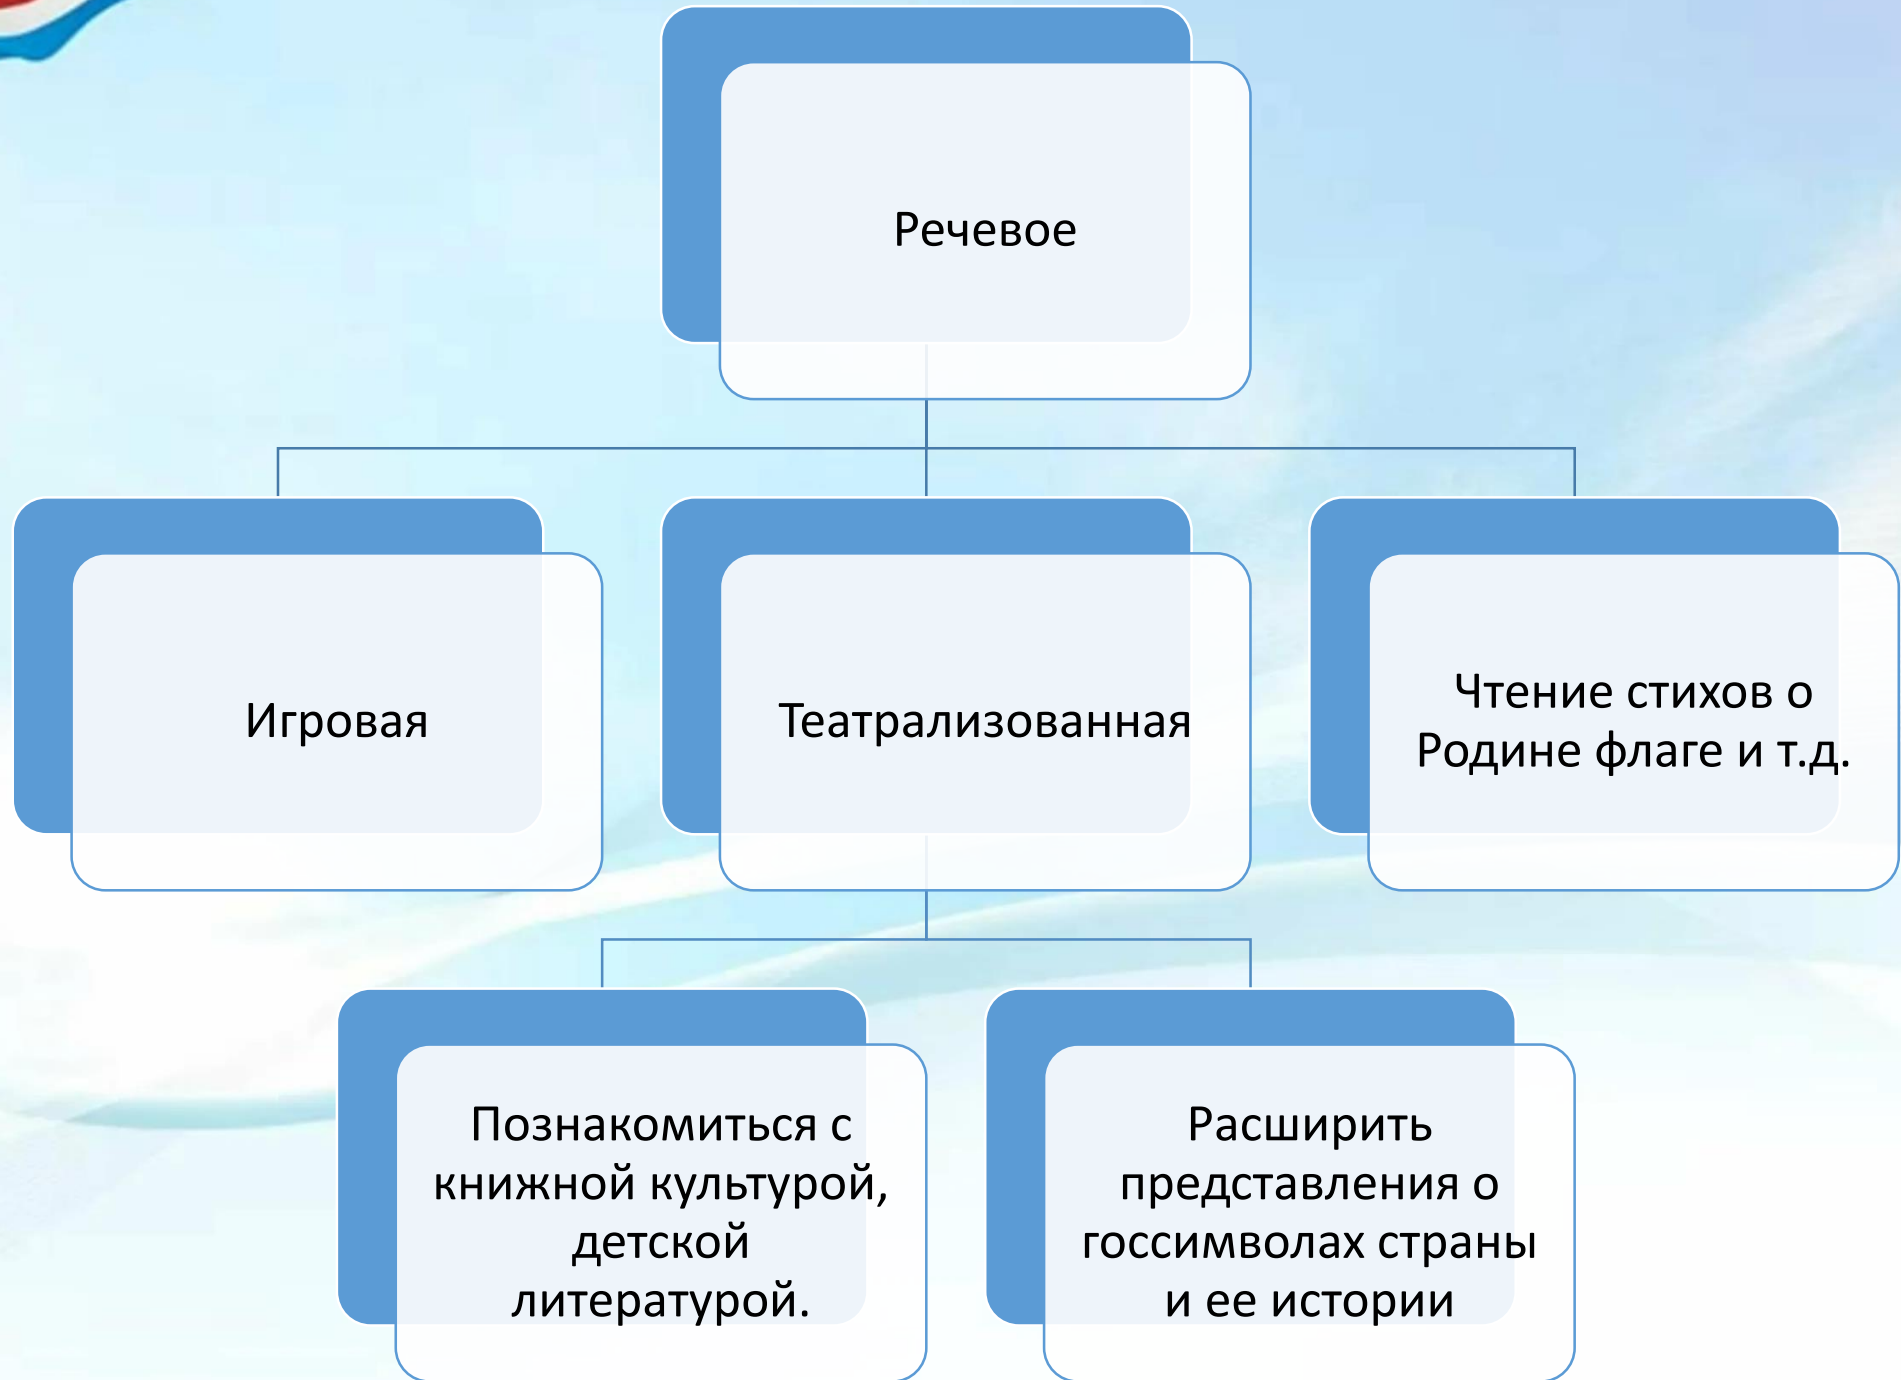 Речевое
Игровая
Театрализованная
Чтение стихов о
Родине флаге и т.д.
Познакомиться с
книжной культурой,
детской
литературой.
Расширить
представления о
госсимволах страны
и ее истории